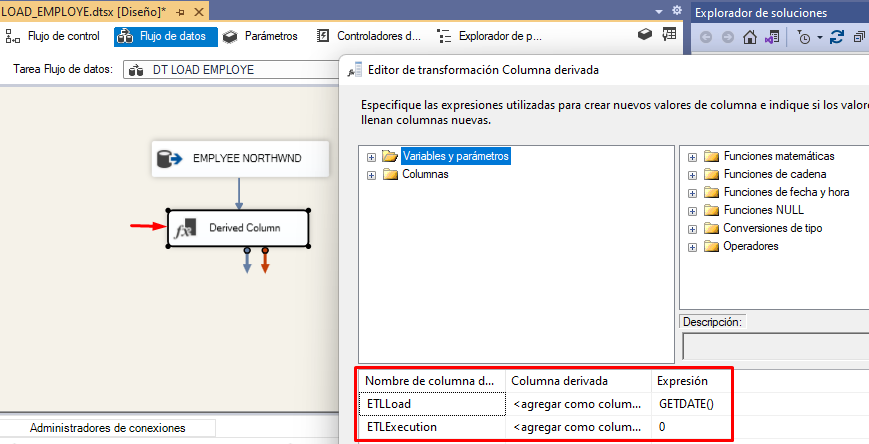 LOAD_EMPLOYE.dtsx [Diseño]*
Explorador de soluciones
Flujo de control
Flujo de datos
Parámetros
Controladores d...
Explorador de p...
Tarea Flujo de datos:
DT LOAD EMPLOYE
Editor de transformación Columna derivada
Especifique las expresiones utilizadas para crear nuevos valores de columna e indique si los valor
llenan columnas nuevas.
EMPLYEE NORTHWND
Derived Column
Variables y parámetros
Columnas
Funciones matemáticas
Funciones de cadena
Funciones de fecha y hora
Funciones NULL
Conversiones de tipo
Operadores
Descripción:
Nombre de columna d... Columna derivada Expresión
ETLLoad <agregar como colum... GETDATE()
ETLExecution <agregar como colum... 0
Administradores de conexiones